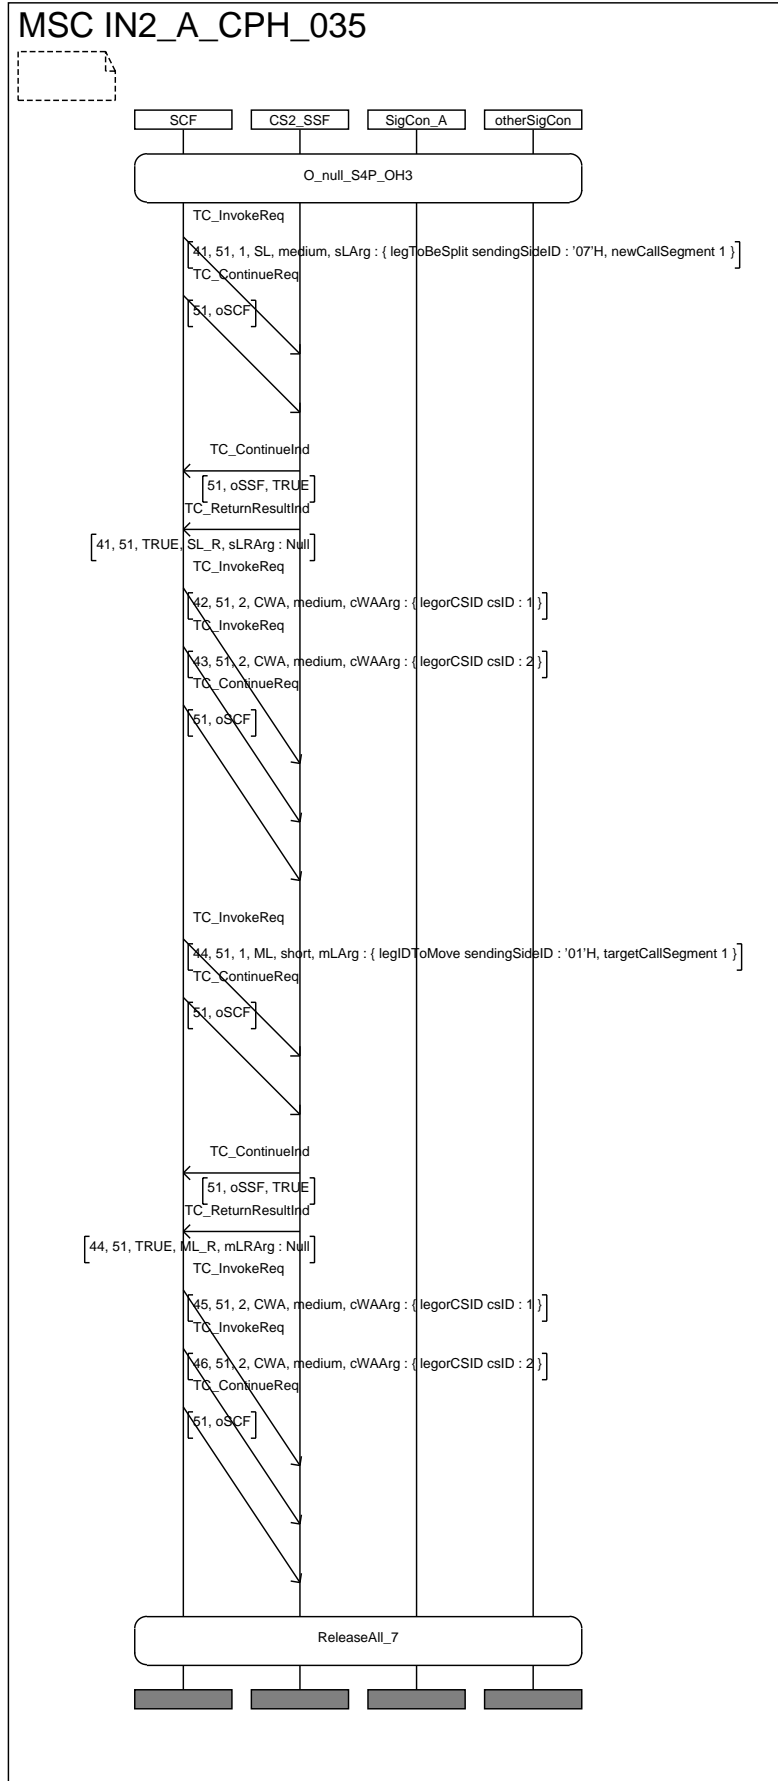 MSC IN2_A_CPH_035
SCF
CS2_SSF
SigCon_A
otherSigCon
O_null_S4P_OH3
TC_InvokeReq
41, 51, 1, SL, medium, sLArg : { legToBeSplit sendingSideID : '07'H, newCallSegment 1 }
TC_ContinueReq
51, oSCF
TC_ContinueInd
51, oSSF, TRUE
TC_ReturnResultInd
41, 51, TRUE, SL_R, sLRArg : Null
TC_InvokeReq
42, 51, 2, CWA, medium, cWAArg : { legorCSID csID : 1 }
TC_InvokeReq
43, 51, 2, CWA, medium, cWAArg : { legorCSID csID : 2 }
TC_ContinueReq
51, oSCF
TC_InvokeReq
44, 51, 1, ML, short, mLArg : { legIDToMove sendingSideID : '01'H, targetCallSegment 1 }
TC_ContinueReq
51, oSCF
TC_ContinueInd
51, oSSF, TRUE
TC_ReturnResultInd
44, 51, TRUE, ML_R, mLRArg : Null
TC_InvokeReq
45, 51, 2, CWA, medium, cWAArg : { legorCSID csID : 1 }
TC_InvokeReq
46, 51, 2, CWA, medium, cWAArg : { legorCSID csID : 2 }
TC_ContinueReq
51, oSCF
ReleaseAll_7